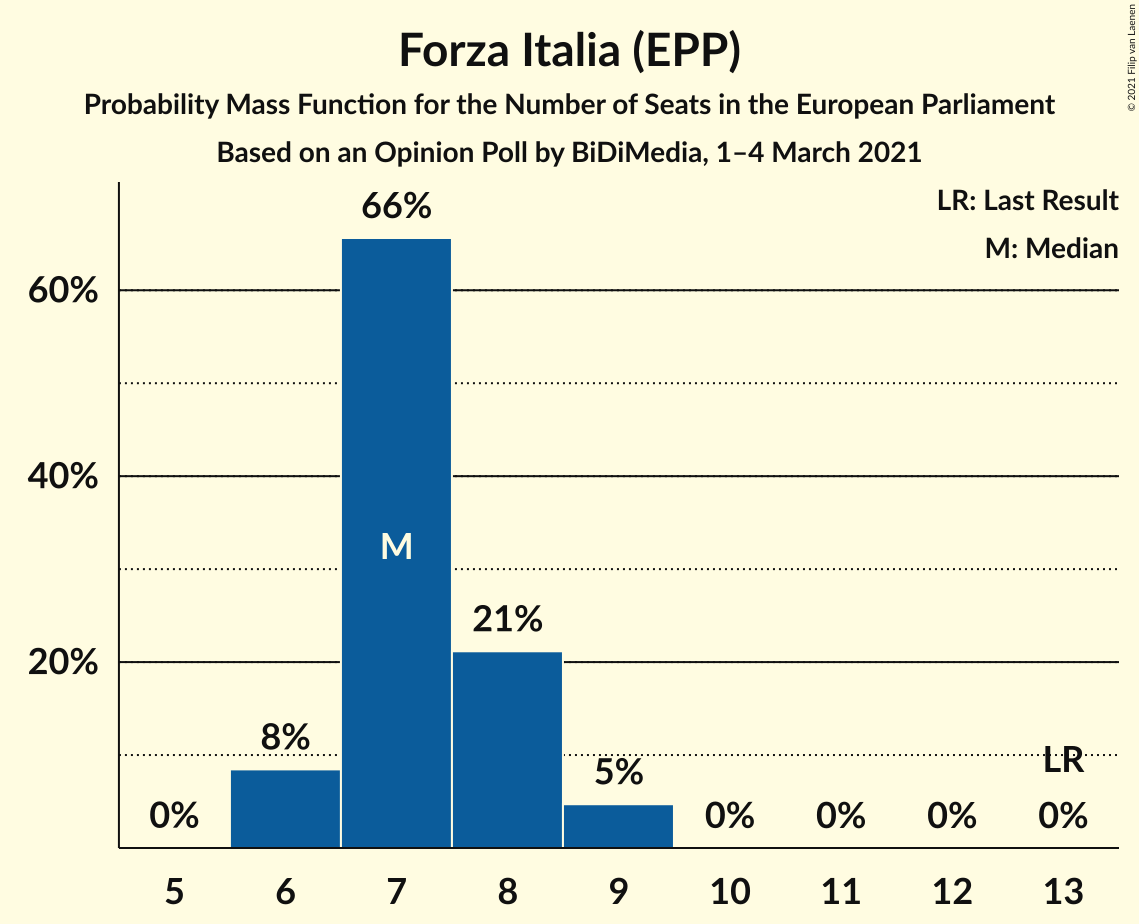 Forza Italia (EPP)
Probability Mass Function for the Number of Seats in the European Parliament
Based on an Opinion Poll by BiDiMedia, 1–4 March 2021
© 2021 Filip van Laenen
LR: Last Result
M: Median
66%
60%
40%
M
21%
20%
8%
5%
LR
0%
0%
0%
0%
0%
5 6 7 8 9 10 11 12 13